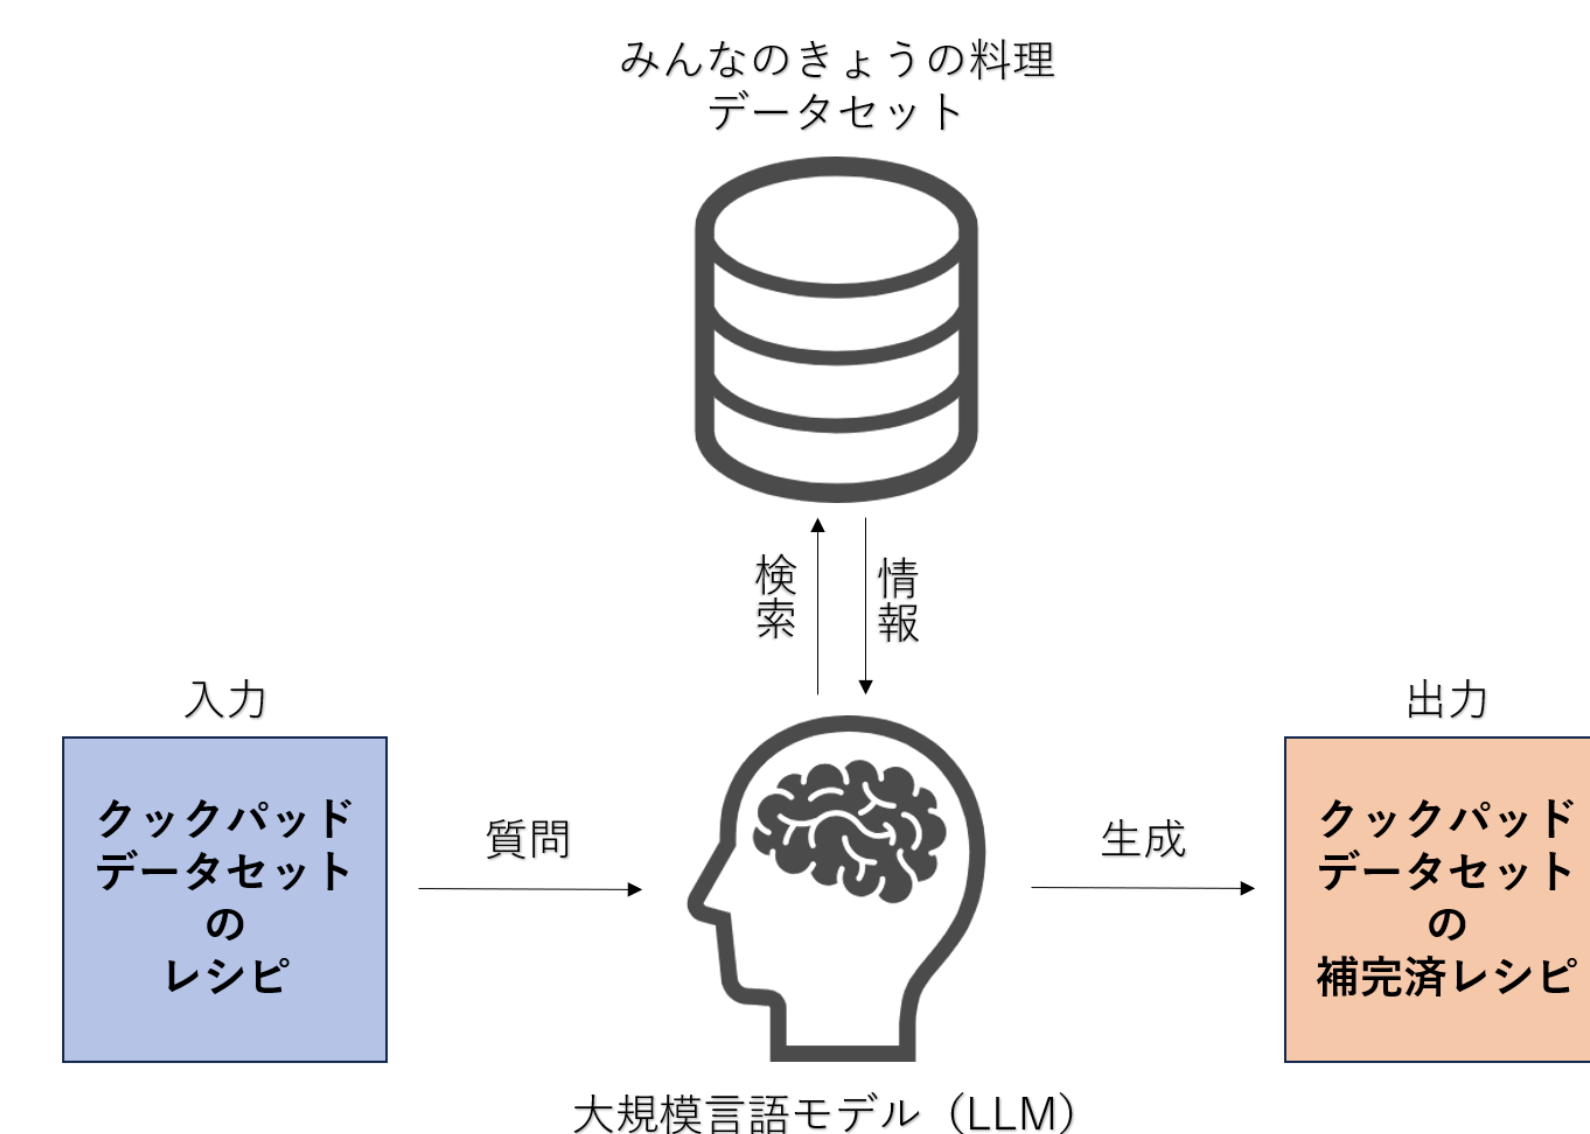 みんなのきょうの料理
データセット
検索
情報
入力
クックパッド
データセット
の
レシピ
質問
生成
出力
クックパッド
データセット
の
補完済レシピ
大規模言語モデル（LLM）